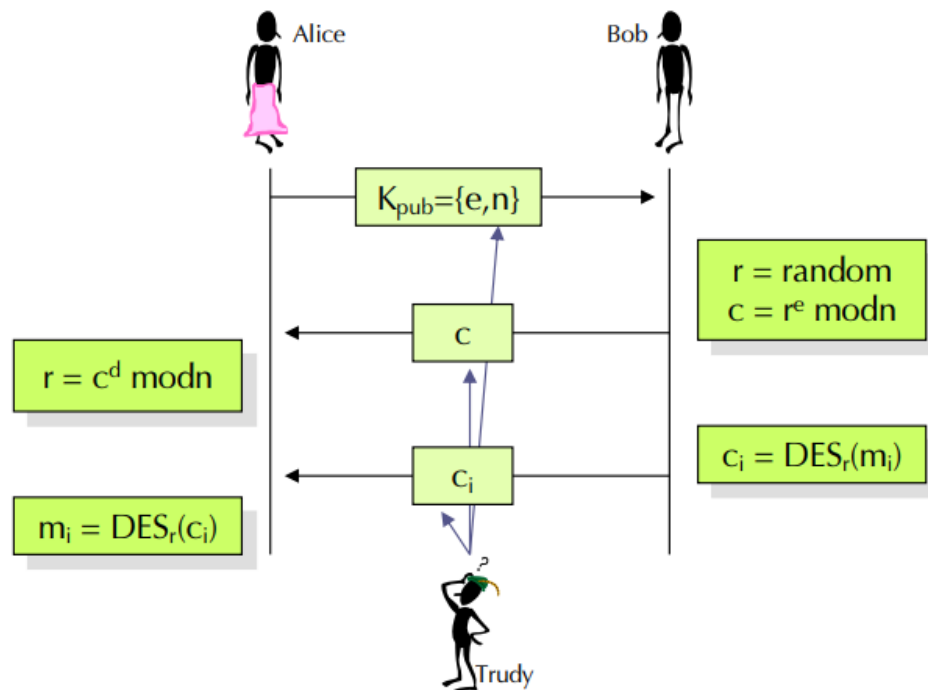 Alice
Bob
Kpub={e,n}
r = random
c = rᵉ modn
c
r = cᵈ modn
cᵢ = DESᵣ(mᵢ)
cᵢ
mᵢ = DESᵣ(cᵢ)
?
Trudy